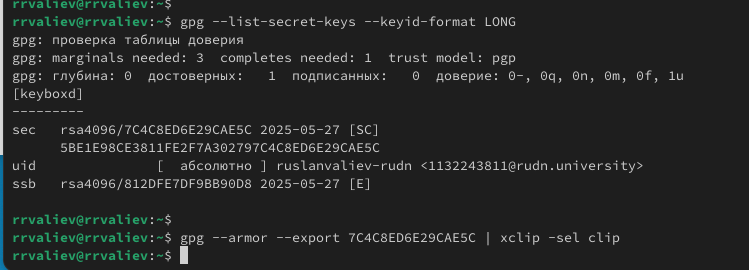 rrvaliev@rrvaliev:~$
rrvaliev@rrvaliev:~$ gpg --list-secret-keys --keyid-format LONG
gpg: проверка таблицы доверия
gpg: marginals needed: 3  completes needed: 1  trust model: pgp
gpg: глубина: 0  достоверных:   1  подписанных:   0  доверие: 0-, 0q, 0n, 0m, 0f, 1u
[keyboxd]
---------
sec   rsa4096/7C4C8ED6E29CAE5C 2025-05-27 [SC]
      5BE1E98CE3811FE2F7A302797C4C8ED6E29CAE5C
uid               [  абсолютно ] ruslanvaliev-rudn <1132243811@rudn.university>
ssb   rsa4096/812DFE7DF9BB90D8 2025-05-27 [E]
rrvaliev@rrvaliev:~$
rrvaliev@rrvaliev:~$ gpg --armor --export 7C4C8ED6E29CAE5C | xclip -sel clip
rrvaliev@rrvaliev:~$